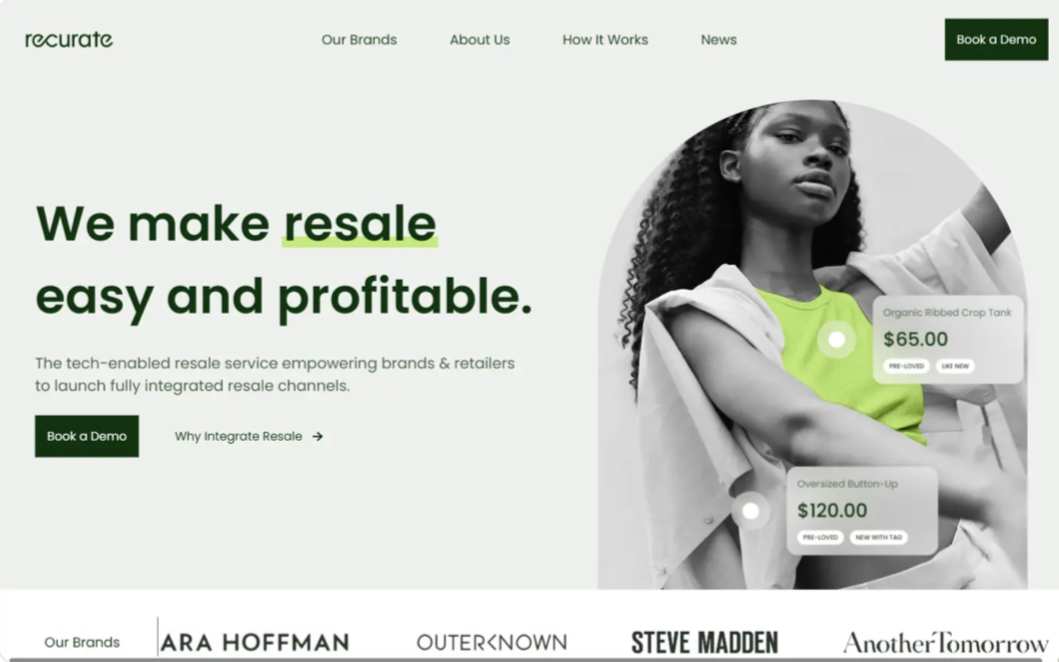 recurate
Our Brands
About Us
How It Works
News
Book a Demo
We make resale
easy and profitable.
The tech-enabled resale service empowering brands & retailers
to launch fully integrated resale channels.
Book a Demo
Why Integrate Resale →
Organic Ribbed Crop Tank
$65.00
PRE-LOVED
LIKE NEW
Oversized Button-Up
$120.00
PRE-LOVED
NEW WITH TAG
Our Brands
ARA HOFFMAN
OUTERKNOWN
STEVE MADDEN
AnotherTomorrow